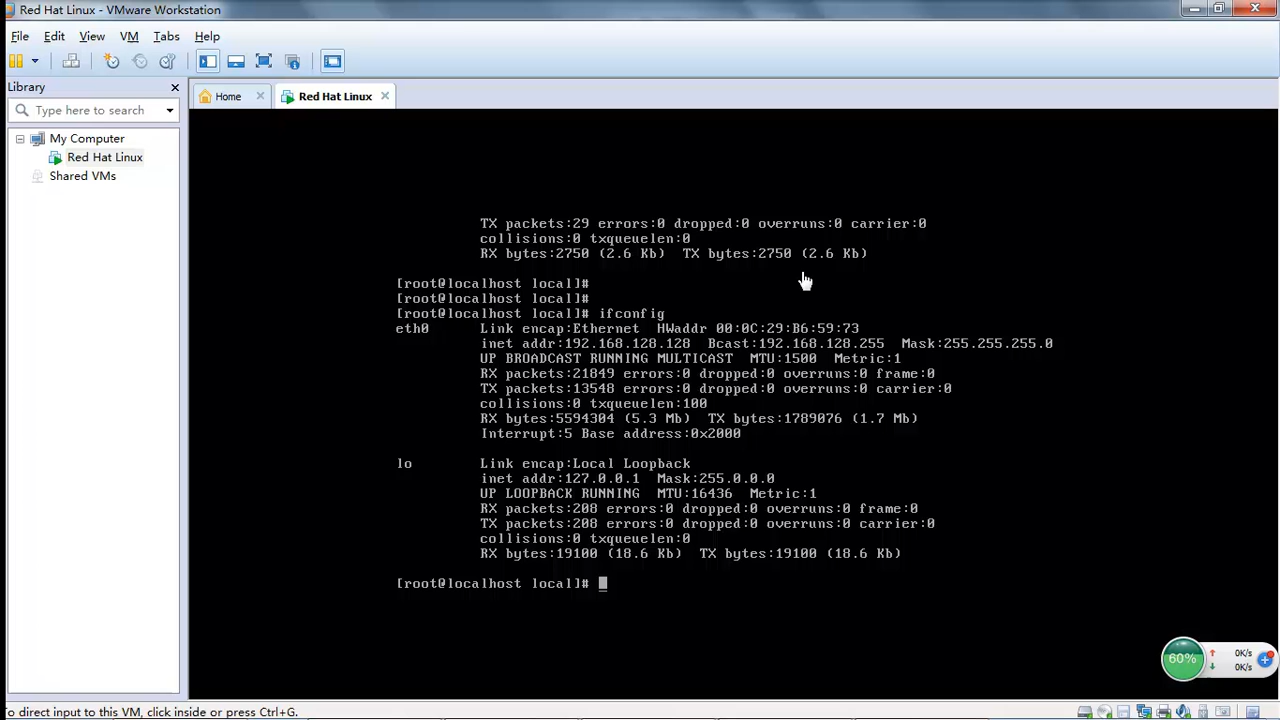 Red Hat Linux - VMware Workstation
File Edit View VM Tabs Help
Library
Home
Red Hat Linux
Type here to search
My Computer
Red Hat Linux
Shared VMs
TX packets:29 errors:0 dropped:0 overruns:0 carrier:0
collisions:0 txqueuelen:0
RX bytes:2750 (2.6 Kb)  TX bytes:2750 (2.6 Kb)
[root@localhost local]#
[root@localhost local]#
[root@localhost local]# ifconfig
eth0      Link encap:Ethernet  HWaddr 00:0C:29:B6:59:73
inet addr:192.168.128.128  Bcast:192.168.128.255  Mask:255.255.255.0
UP BROADCAST RUNNING MULTICAST  MTU:1500  Metric:1
RX packets:21849 errors:0 dropped:0 overruns:0 frame:0
TX packets:13548 errors:0 dropped:0 overruns:0 carrier:0
collisions:0 txqueuelen:100
RX bytes:5594304 (5.3 Mb)  TX bytes:1789076 (1.7 Mb)
Interrupt:5 Base address:0x2000
lo        Link encap:Local Loopback
inet addr:127.0.0.1  Mask:255.0.0.0
UP LOOPBACK RUNNING  MTU:16436  Metric:1
RX packets:208 errors:0 dropped:0 overruns:0 frame:0
TX packets:208 errors:0 dropped:0 overruns:0 carrier:0
collisions:0 txqueuelen:0
RX bytes:19100 (18.6 Kb)  TX bytes:19100 (18.6 Kb)
[root@localhost local]#
60%
0K/s
0K/s
To direct input to this VM, click inside or press Ctrl+G.